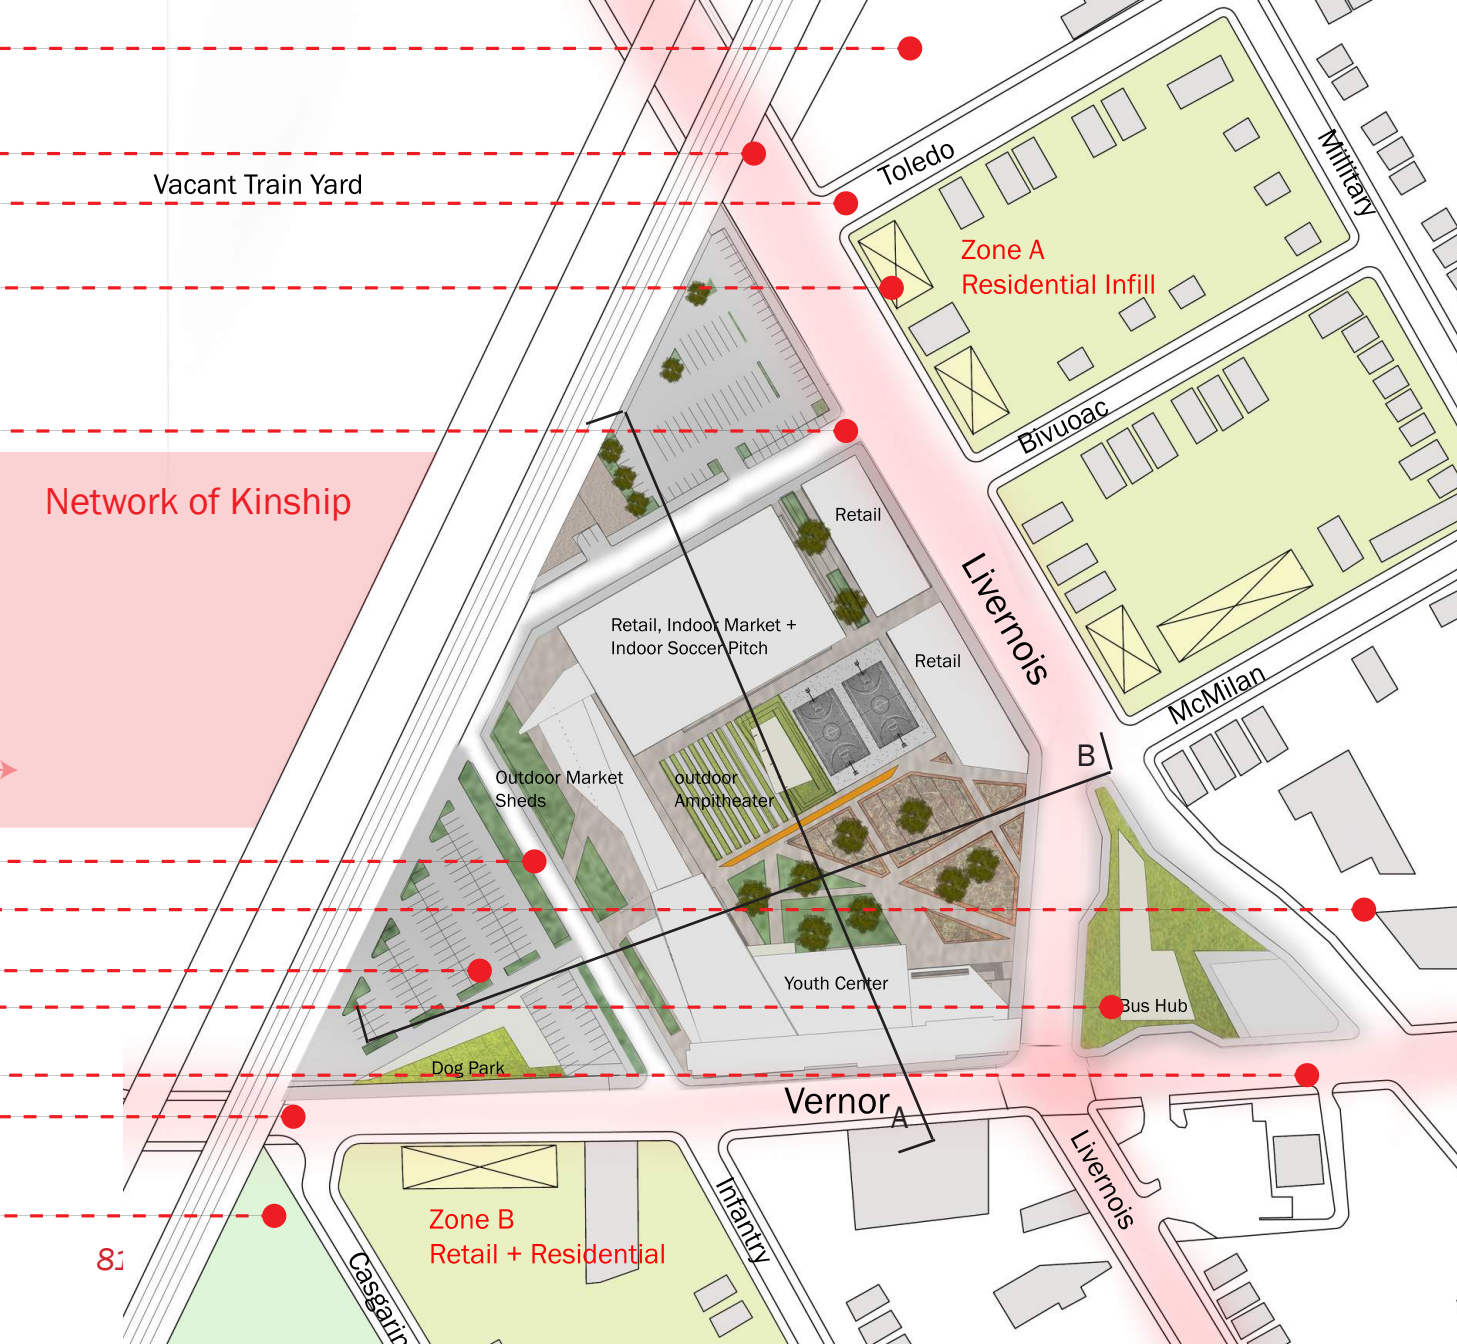 Vacant Train Yard
Toledo
Millitary
Zone A
Residential Infill
Bivuoac
Network of Kinship
Retail
Livernois
Retail, Indoor Market +
Indoor Soccer Pitch
Retail
McMilan
B
Outdoor Market
Sheds
outdoor
Ampitheater
Youth Center
Bus Hub
Dog Park
Vernor
A
Livernois
Infantry
Zone B
Retail + Residential
Casgarin